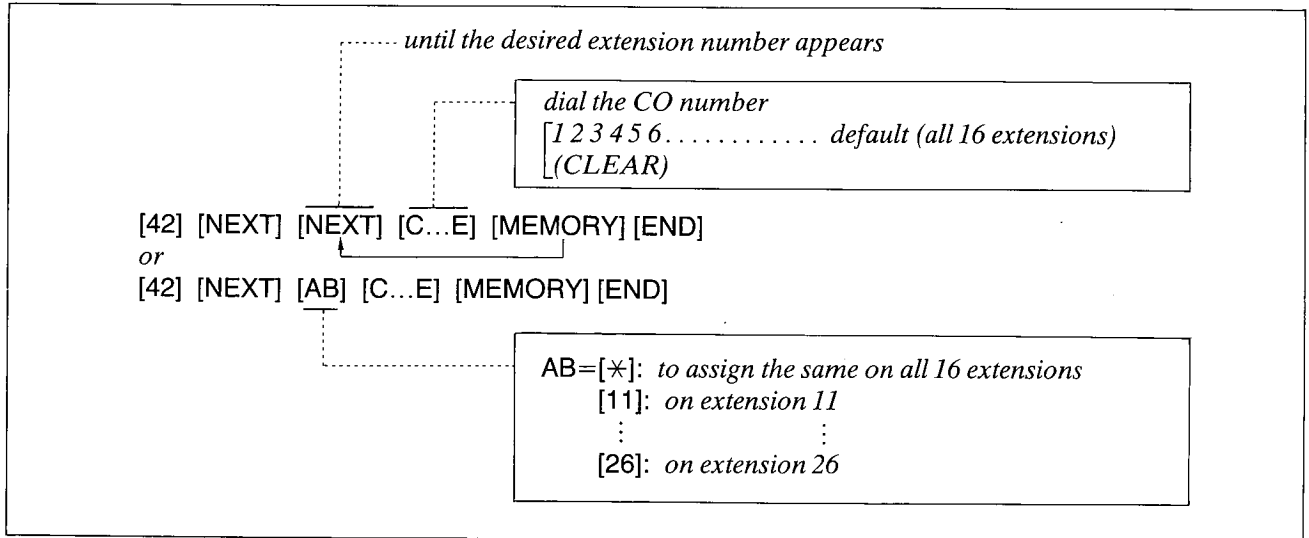 until the desired extension number appears
dial the CO number
1 2 3 4 5 6 . . . . . . . . . . . . . default (all 16 extensions)
(CLEAR)
[42] [NEXT] [NEXT] [C...E] [MEMORY] [END]
or
[42] [NEXT] [AB] [C...E] [MEMORY] [END]
AB=[✳]: to assign the same on all 16 extensions
[11]: on extension 11
⋮ ⋮
[26]: on extension 26